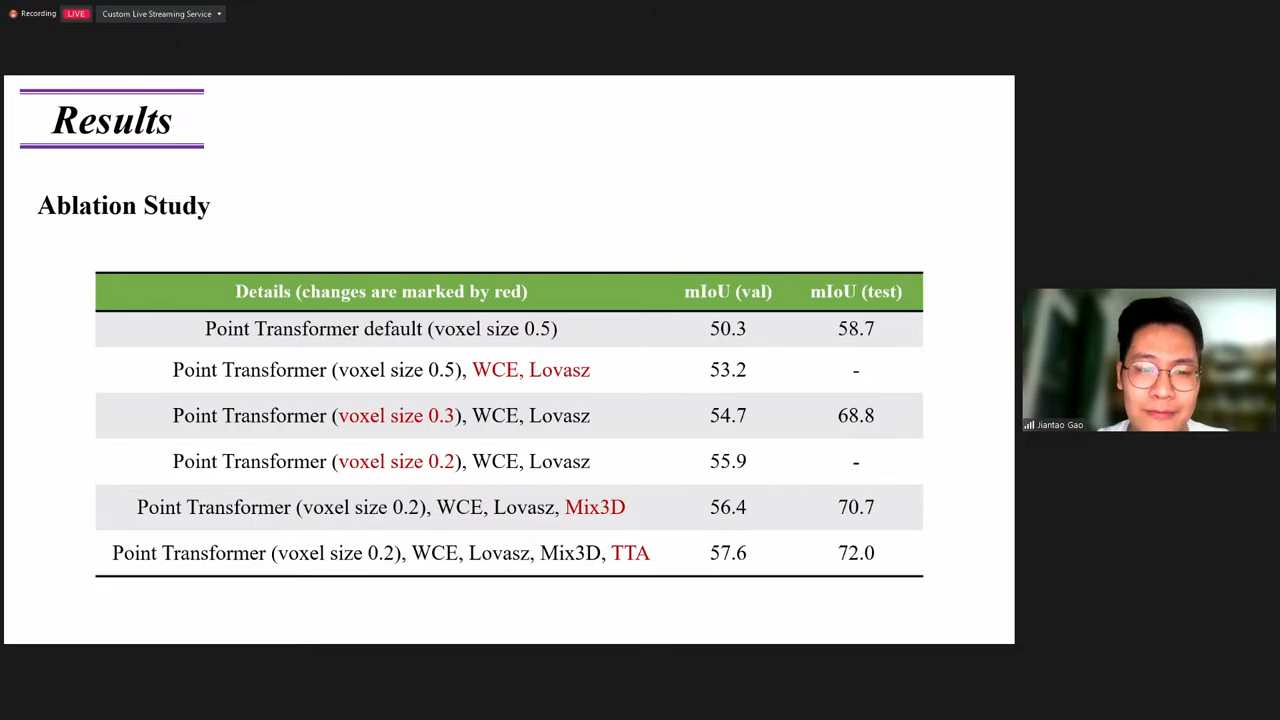 Recording LIVE Custom Live Streaming Service
Results
Ablation Study
Details (changes are marked by red) mIoU (val) mIoU (test)
Point Transformer default (voxel size 0.5) 50.3 58.7
Point Transformer (voxel size 0.5), WCE, Lovasz 53.2 -
Point Transformer (voxel size 0.3), WCE, Lovasz 54.7 68.8
Point Transformer (voxel size 0.2), WCE, Lovasz 55.9 -
Point Transformer (voxel size 0.2), WCE, Lovasz, Mix3D 56.4 70.7
Point Transformer (voxel size 0.2), WCE, Lovasz, Mix3D, TTA 57.6 72.0
Jiantao Gao